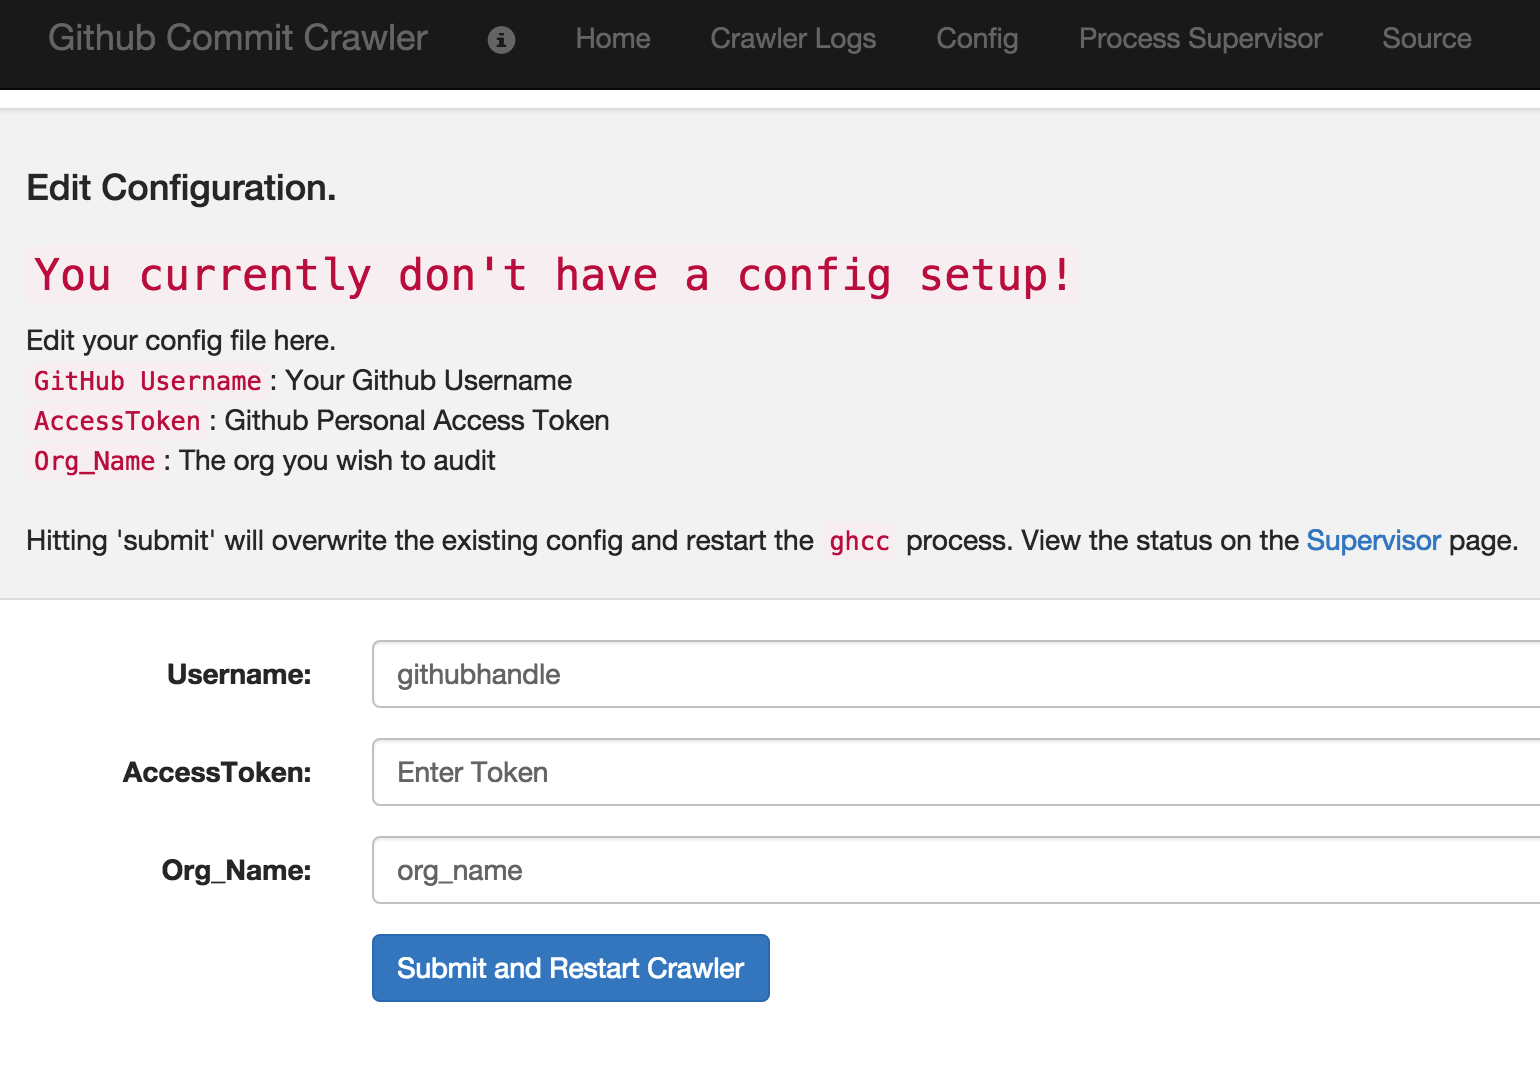 Github Commit Crawler Home Crawler Logs Config Process Supervisor Source
Edit Configuration.
You currently don't have a config setup!
Edit your config file here.
GitHub Username : Your Github Username
AccessToken : Github Personal Access Token
Org_Name : The org you wish to audit
Hitting 'submit' will overwrite the existing config and restart the ghcc process. View the status on the Supervisor page.
Username: githubhandle
AccessToken: Enter Token
Org_Name: org_name
Submit and Restart Crawler